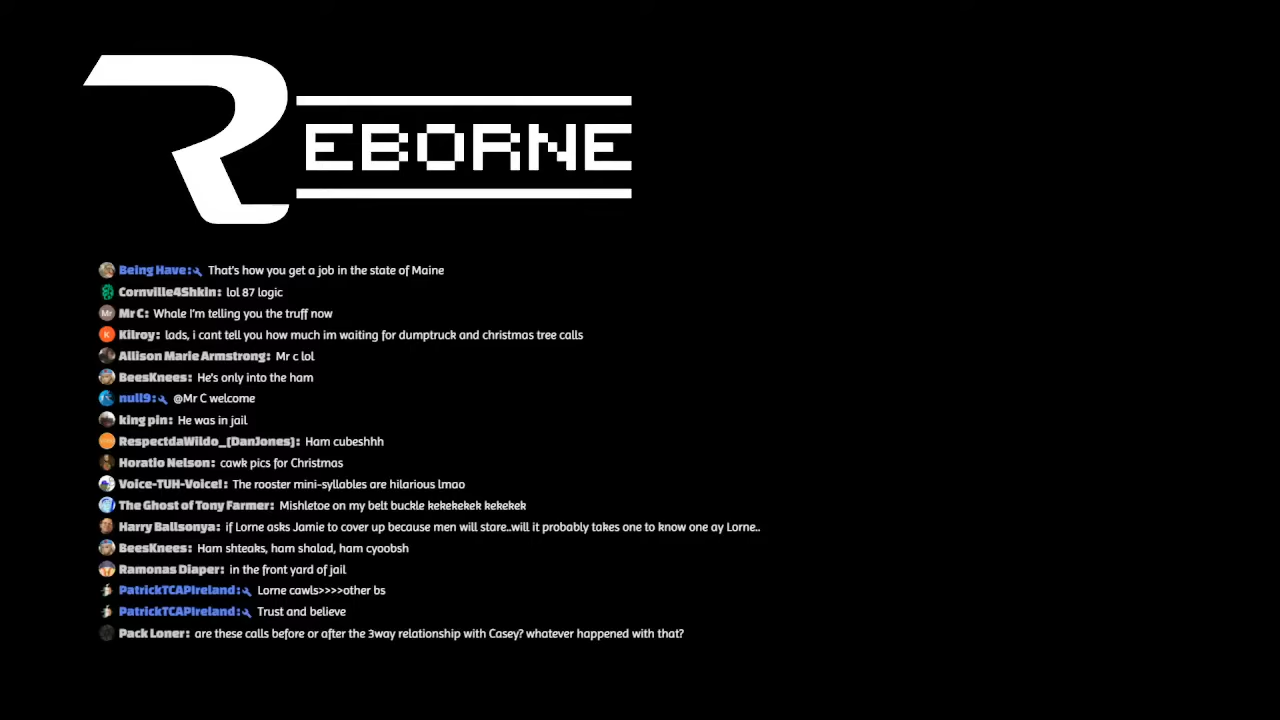 REBORNE
Being Have: That's how you get a job in the state of Maine
Cornville4Shkin: lol 87 logic
Mr Mr C: Whale I'm telling you the truff now
K Kilroy: lads, i cant tell you how much im waiting for dumptruck and christmas tree calls
Allison Marie Armstrong: Mr c lol
BeesKnees: He's only into the ham
null9: @Mr C welcome
king pin: He was in jail
RespectdaWildo_(DanJones): Ham cubeshhh
Horatio Nelson: cawk pics for Christmas
Voice-TUH-Voice!: The rooster mini-syllables are hilarious lmao
The Ghost of Tony Farmer: Mishletoe on my belt buckle kekekekek kekekek
Harry Ballsonya: if Lorne asks Jamie to cover up because men will stare..will it probably takes one to know one ay Lorne..
BeesKnees: Ham shteaks, ham shalad, ham cyoobsh
Ramonas Diaper: in the front yard of jail
PatrickTCAPIreland: Lorne cawls>>>>other bs
PatrickTCAPIreland: Trust and believe
Pack Loner: are these calls before or after the 3way relationship with Casey? whatever happened with that?